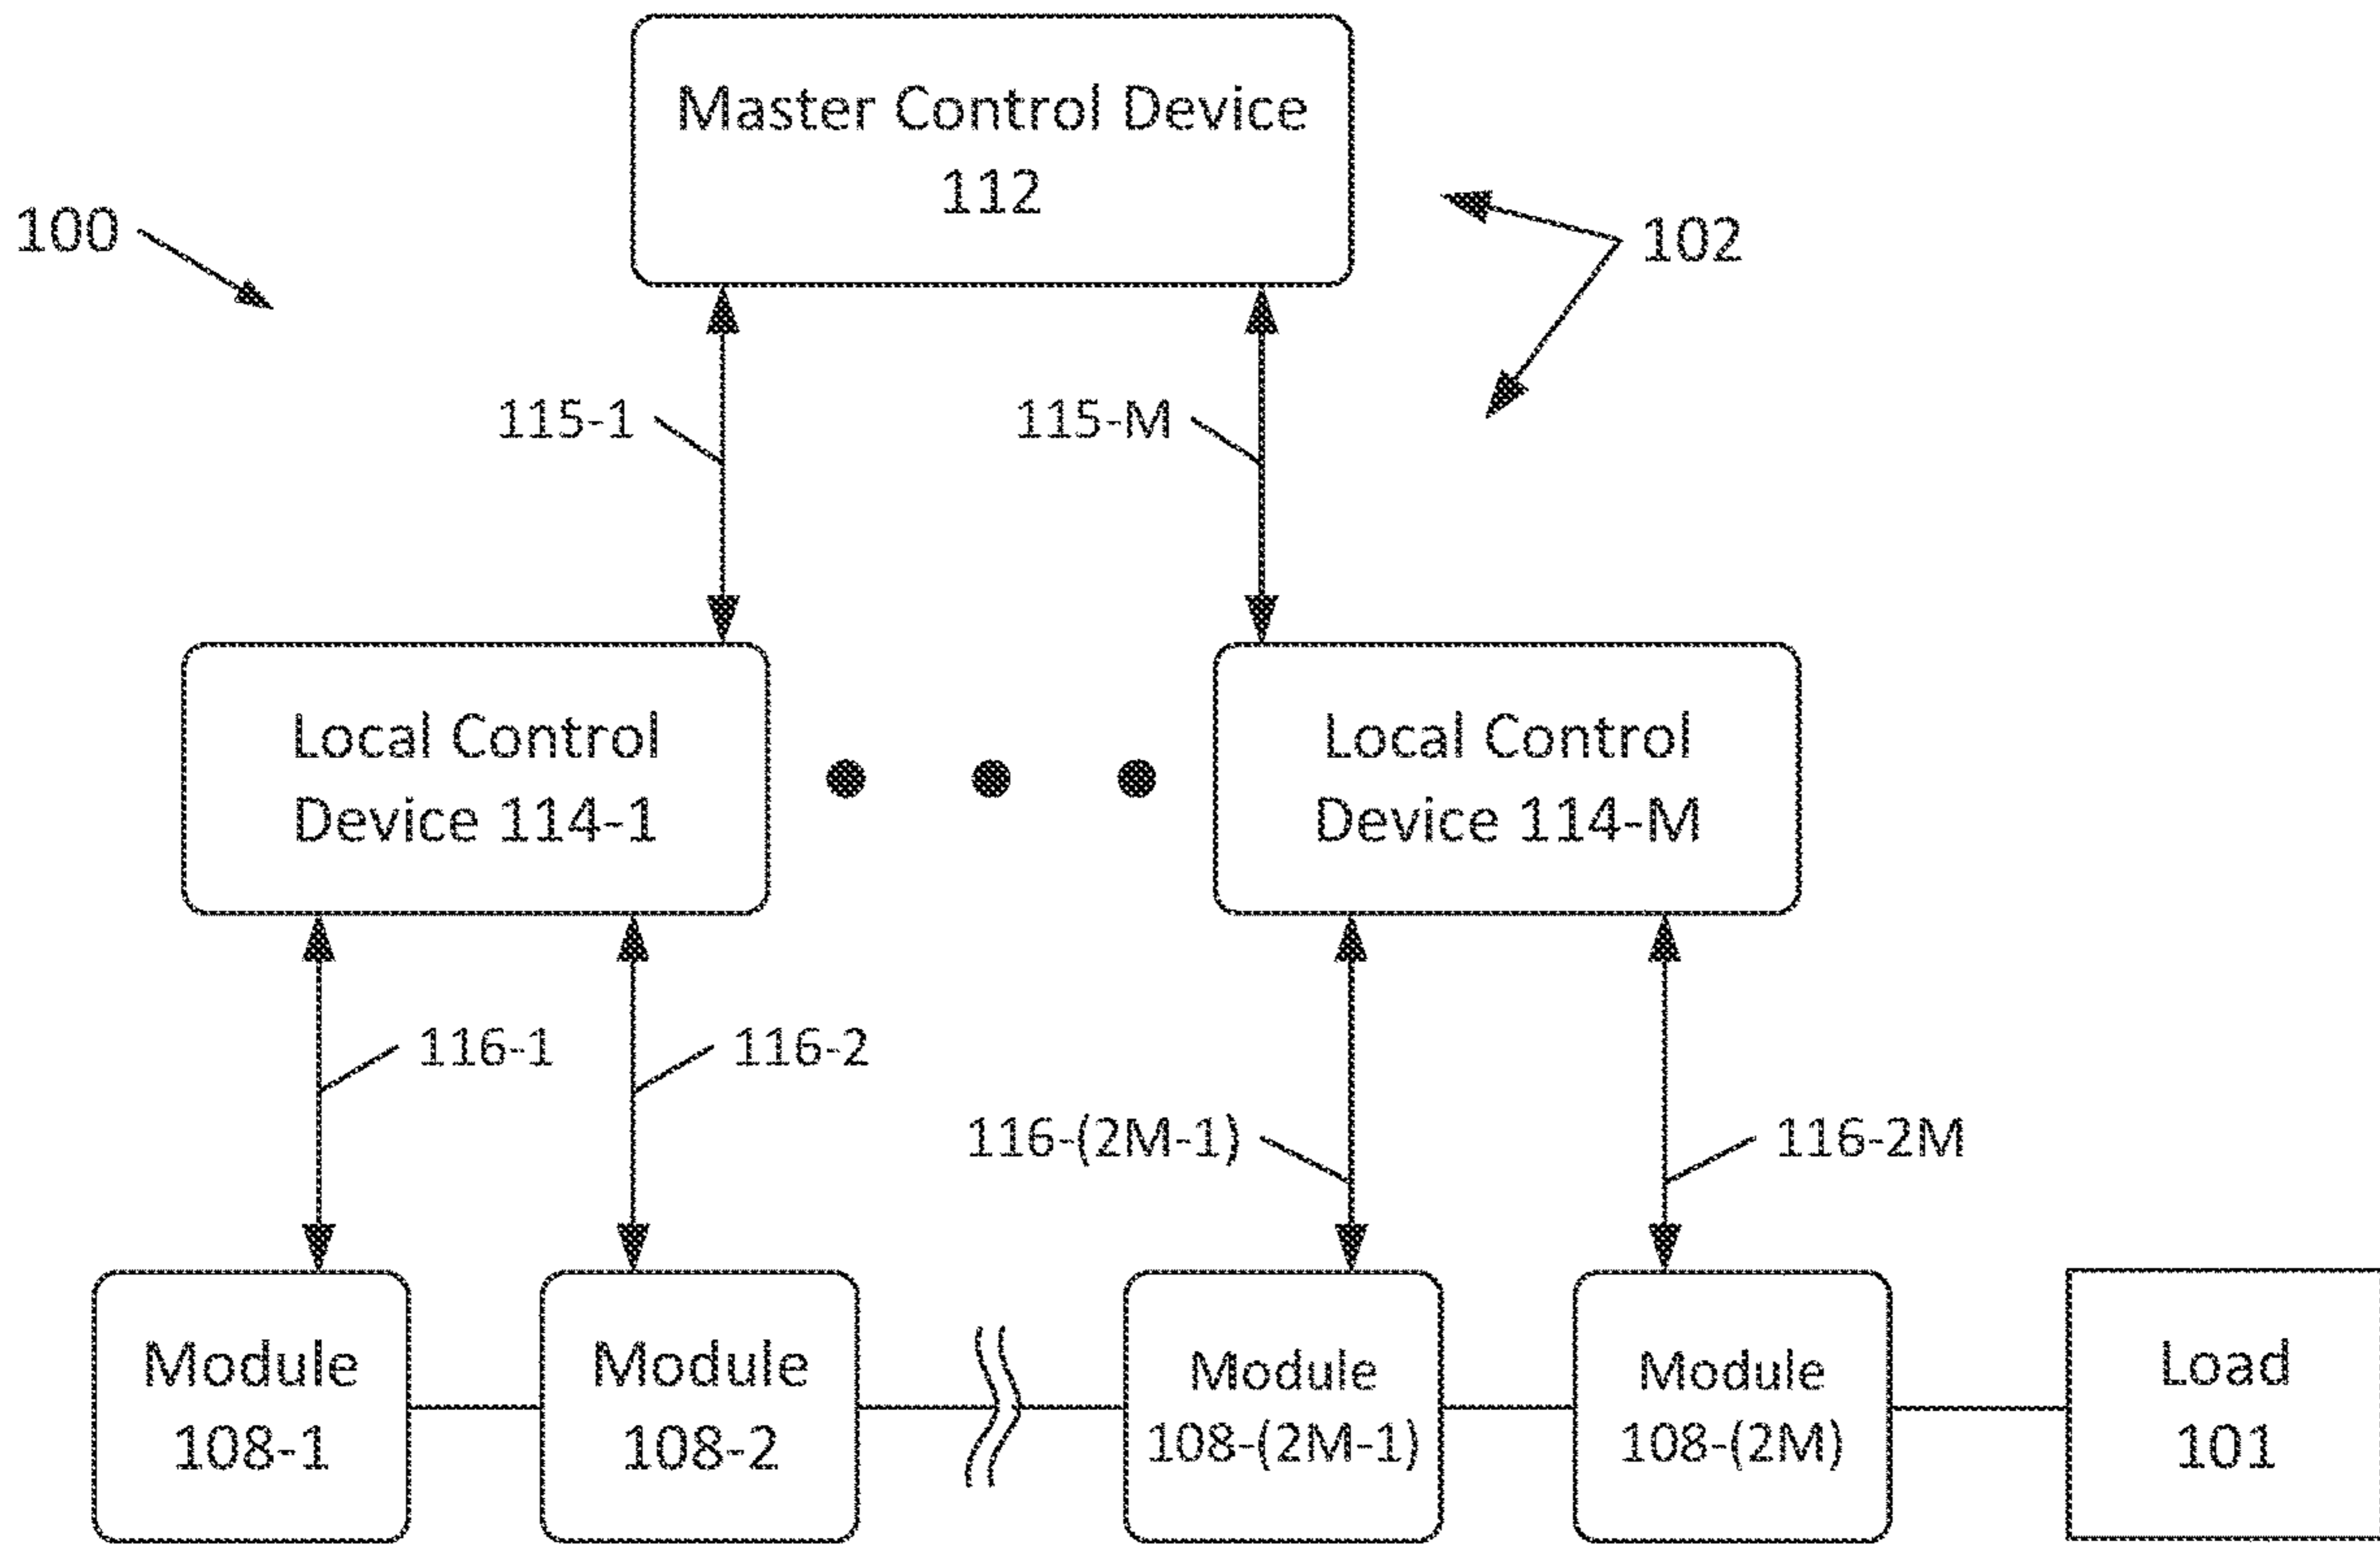 Master Control Device
112
100
102
115-1
115-M
Local Control
Device 114-1
Local Control
Device 114-M
116-1
116-2
116-(2M-1)
116-2M
Module
108-1
Module
108-2
Module
108-(2M-1)
Module
108-(2M)
Load
101